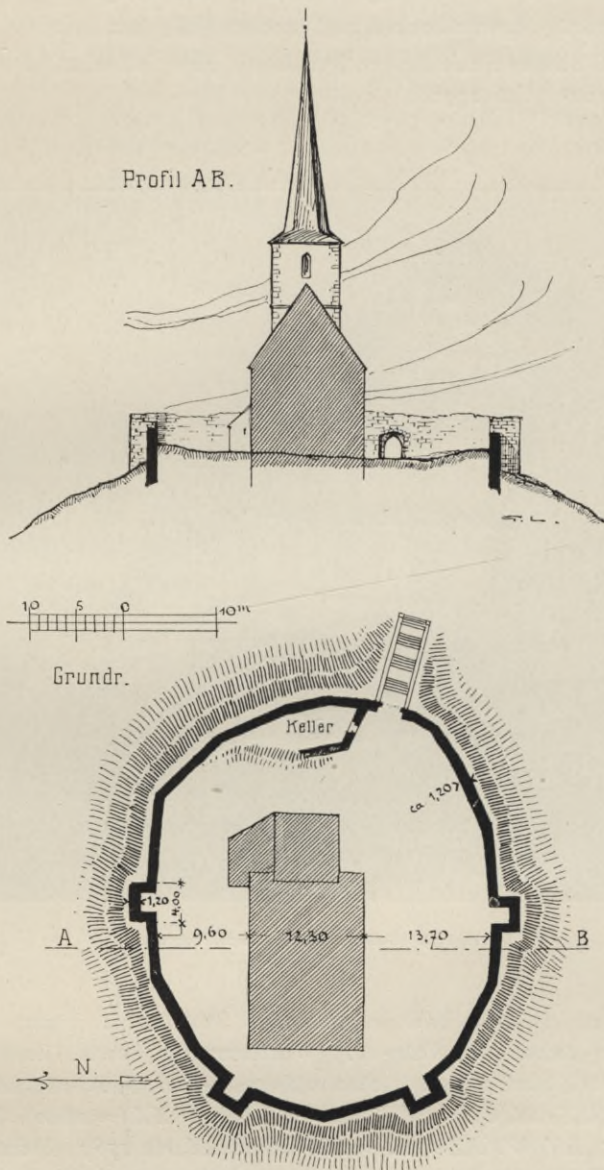 Profil AB.
G. L.
10 5 0 10 m
Grundr.
Keller
ca 1,20
1,20
4,00
A 9,60 12,30 13,70 B
N.